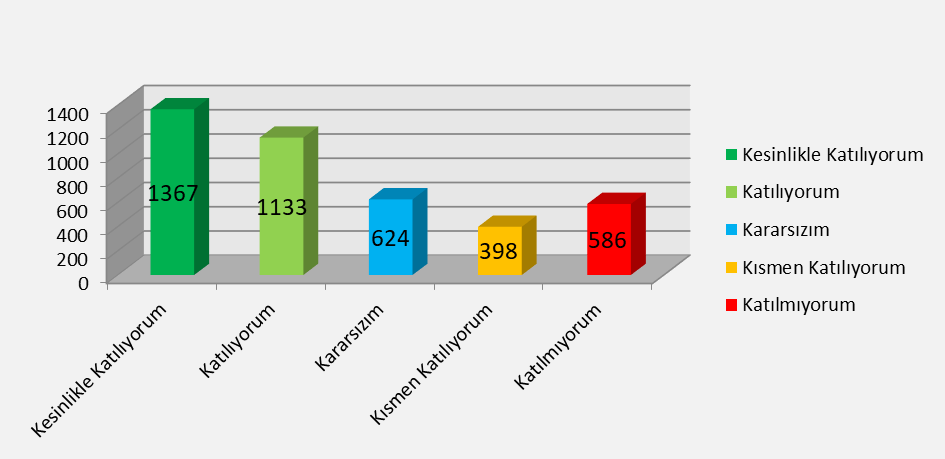 1400
1200
1000
800
600
400
200
0
1367
1133
624
398
586
Kesinlikle Katılıyorum
Katılıyorum
Kararsızım
Kısmen Katılıyorum
Katılmıyorum
Kesinlikle Katılıyorum
Katılıyorum
Kararsızım
Kısmen Katılıyorum
Katılmıyorum